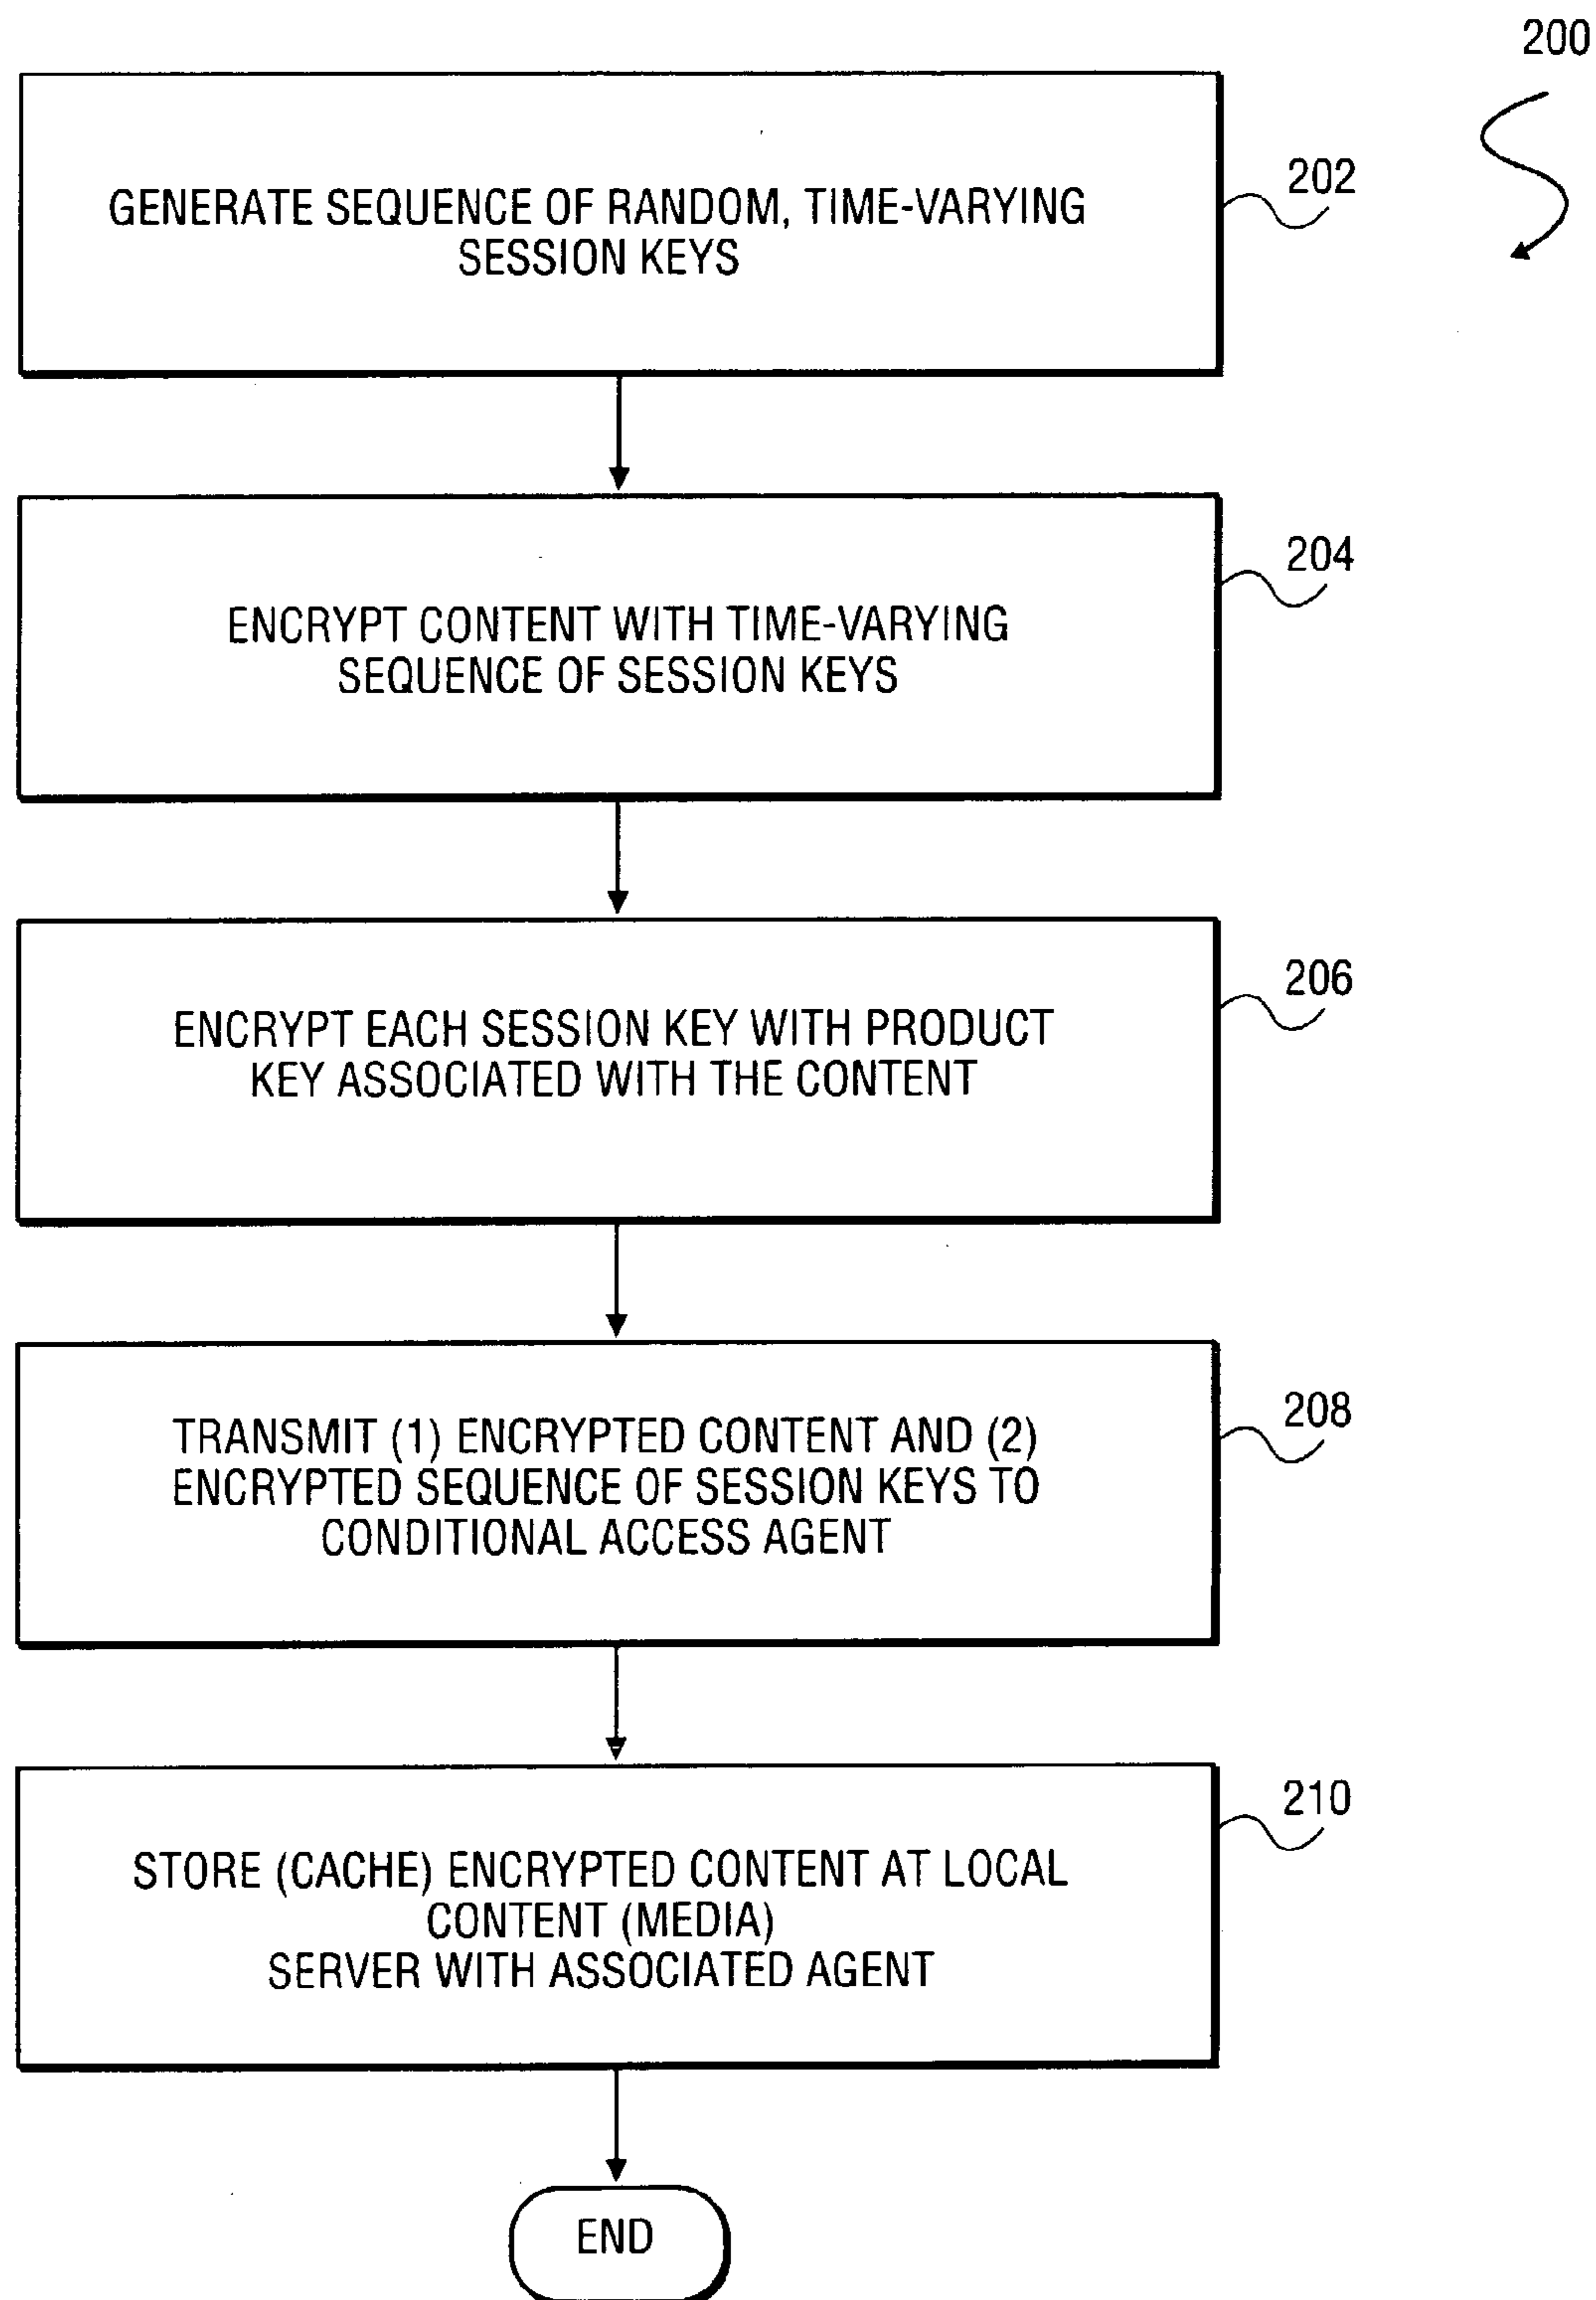 200
GENERATE SEQUENCE OF RANDOM, TIME-VARYING
SESSION KEYS
202
ENCRYPT CONTENT WITH TIME-VARYING
SEQUENCE OF SESSION KEYS
204
ENCRYPT EACH SESSION KEY WITH PRODUCT
KEY ASSOCIATED WITH THE CONTENT
206
TRANSMIT (1) ENCRYPTED CONTENT AND (2)
ENCRYPTED SEQUENCE OF SESSION KEYS TO
CONDITIONAL ACCESS AGENT
208
STORE (CACHE) ENCRYPTED CONTENT AT LOCAL
CONTENT (MEDIA)
SERVER WITH ASSOCIATED AGENT
210
END